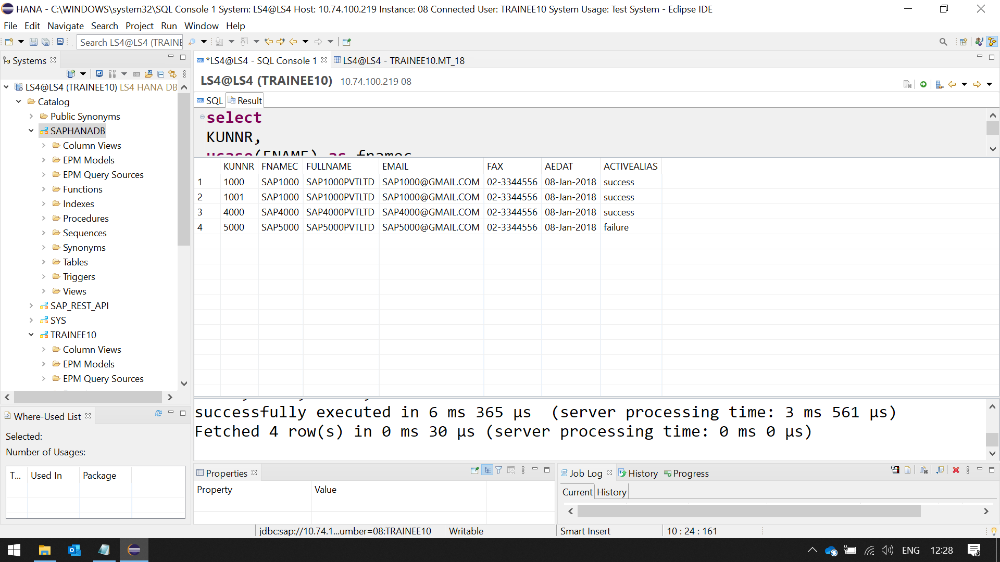 HANA - C:\WINDOWS\system32\SQL Console 1 System: LS4@LS4 Host: 10.74.100.219 Instance: 08 Connected User: TRAINEE10 System Usage: Test System - Eclipse IDE
File Edit Navigate Search Project Run Window Help
Search LS4@LS4 (TRAINE
Systems
LS4@LS4 (TRAINEE10) LS4 HANA DB
Catalog
Public Synonyms
SAPHANADB
Column Views
EPM Models
EPM Query Sources
Functions
Indexes
Procedures
Sequences
Synonyms
Tables
Triggers
Views
SAP_REST_API
SYS
TRAINEE10
Column Views
EPM Models
EPM Query Sources
Where-Used List
Selected:
Number of Usages:
T... Used In Package
*LS4@LS4 - SQL Console 1 LS4@LS4 - TRAINEE10.MT_18
LS4@LS4 (TRAINEE10) 10.74.100.219 08
SQL Result
select
KUNNR,
ucase(FNAME) as fnamec
KUNNR FNAMEC FULLNAME EMAIL FAX AEDAT ACTIVEALIAS
1 1000 SAP1000 SAP1000PVTLTD SAP1000@GMAIL.COM 02-3344556 08-Jan-2018 success
2 1001 SAP1000 SAP1000PVTLTD SAP1000@GMAIL.COM 02-3344556 08-Jan-2018 success
3 4000 SAP4000 SAP4000PVTLTD SAP4000@GMAIL.COM 02-3344556 08-Jan-2018 success
4 5000 SAP5000 SAP5000PVTLTD SAP5000@GMAIL.COM 02-3344556 08-Jan-2018 failure
successfully executed in 6 ms 365 µs (server processing time: 3 ms 561 µs)
Fetched 4 row(s) in 0 ms 30 µs (server processing time: 0 ms 0 µs)
Properties
Property Value
Job Log History Progress
Current History
jdbc:sap://10.74.1...umber=08:TRAINEE10 Writable Smart Insert 10 : 24 : 161
ENG 12:28